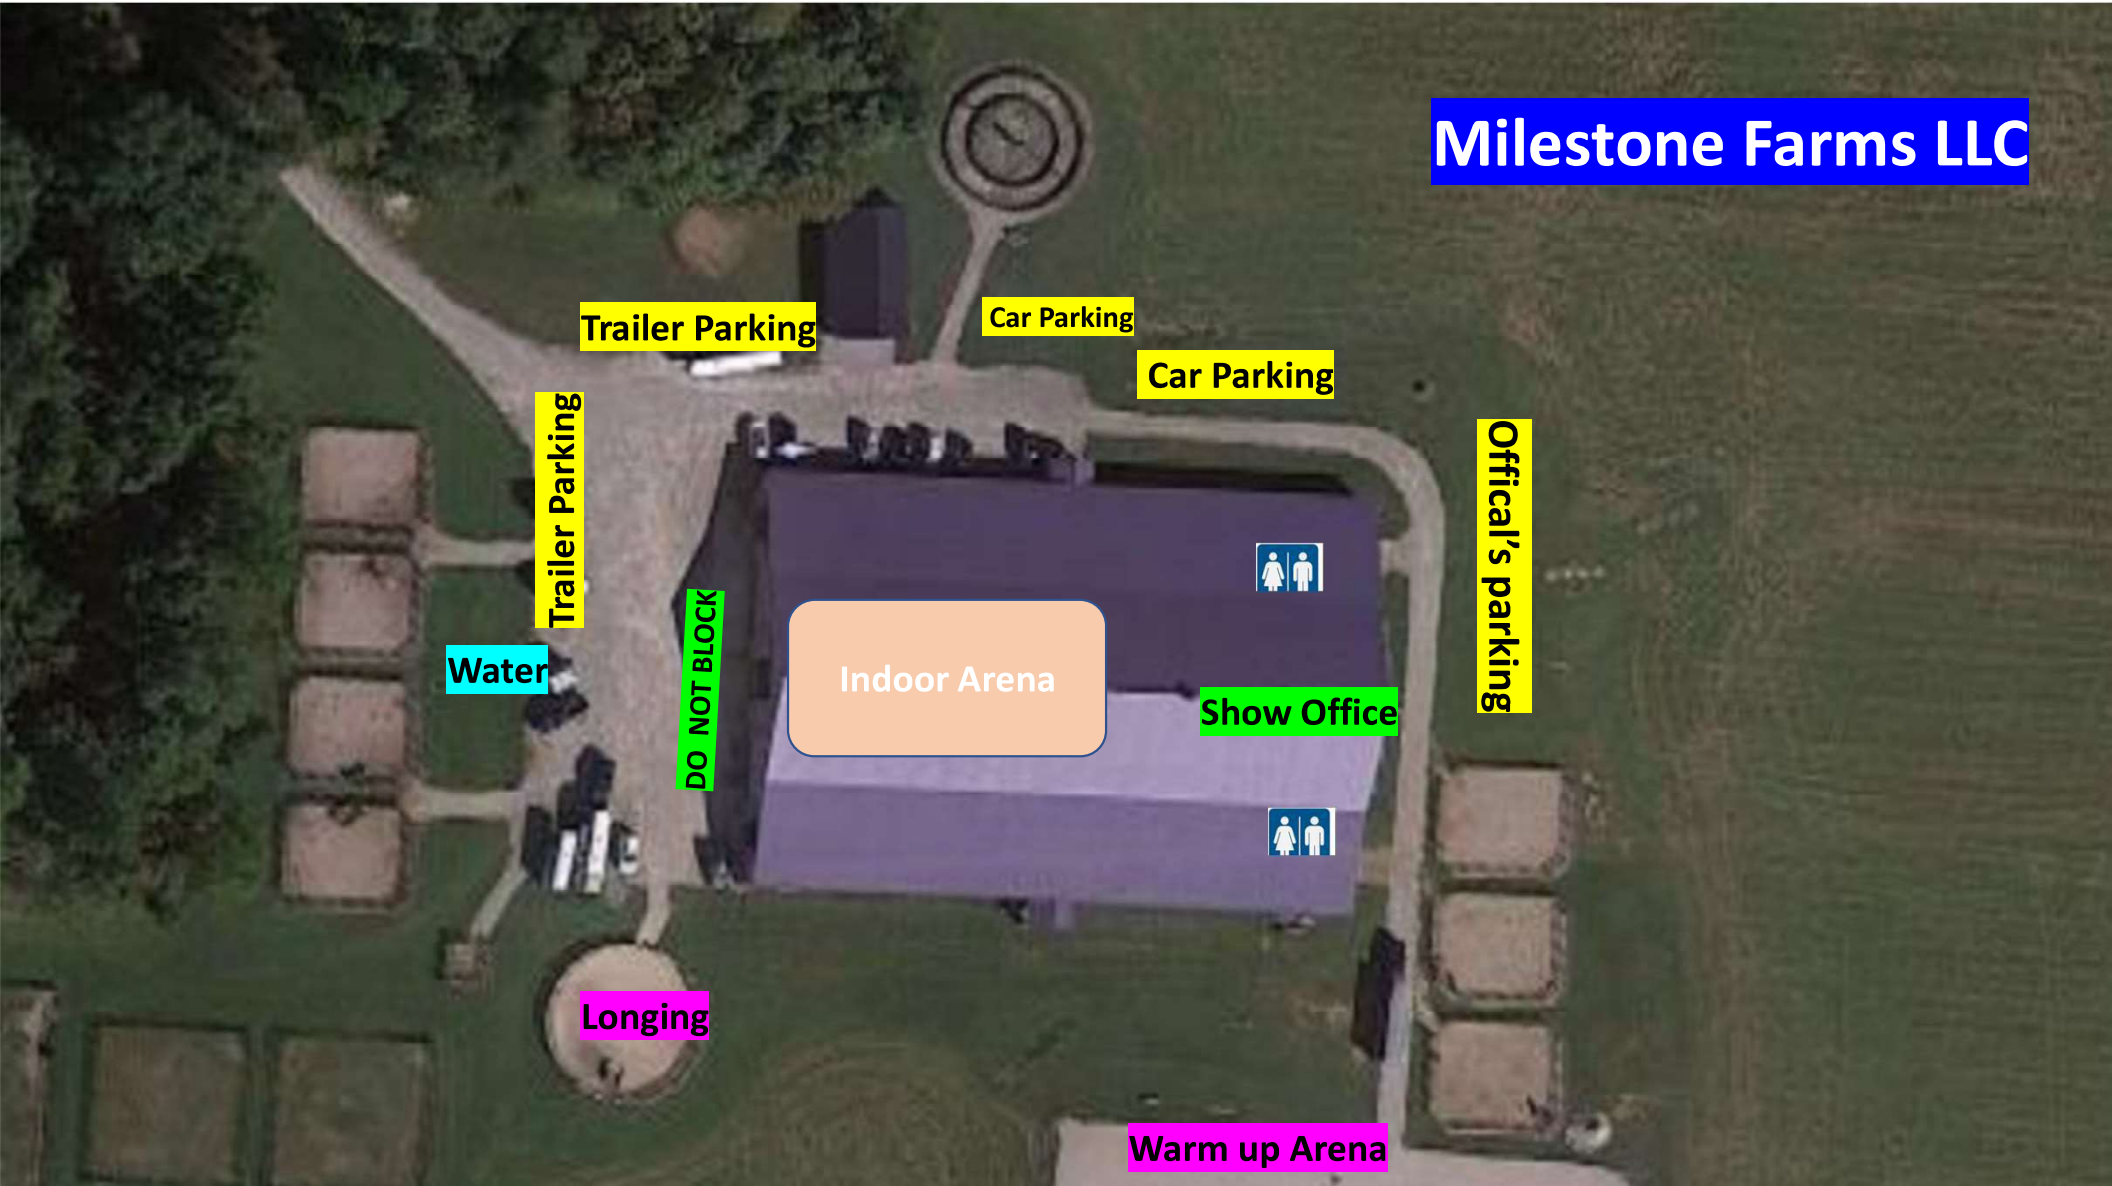 Milestone Farms LLC
Trailer Parking
Car Parking
Car Parking
Trailer Parking
Offical’s parking
DO NOT BLOCK
Water
Indoor Arena
Show Office
Longing
Warm up Arena